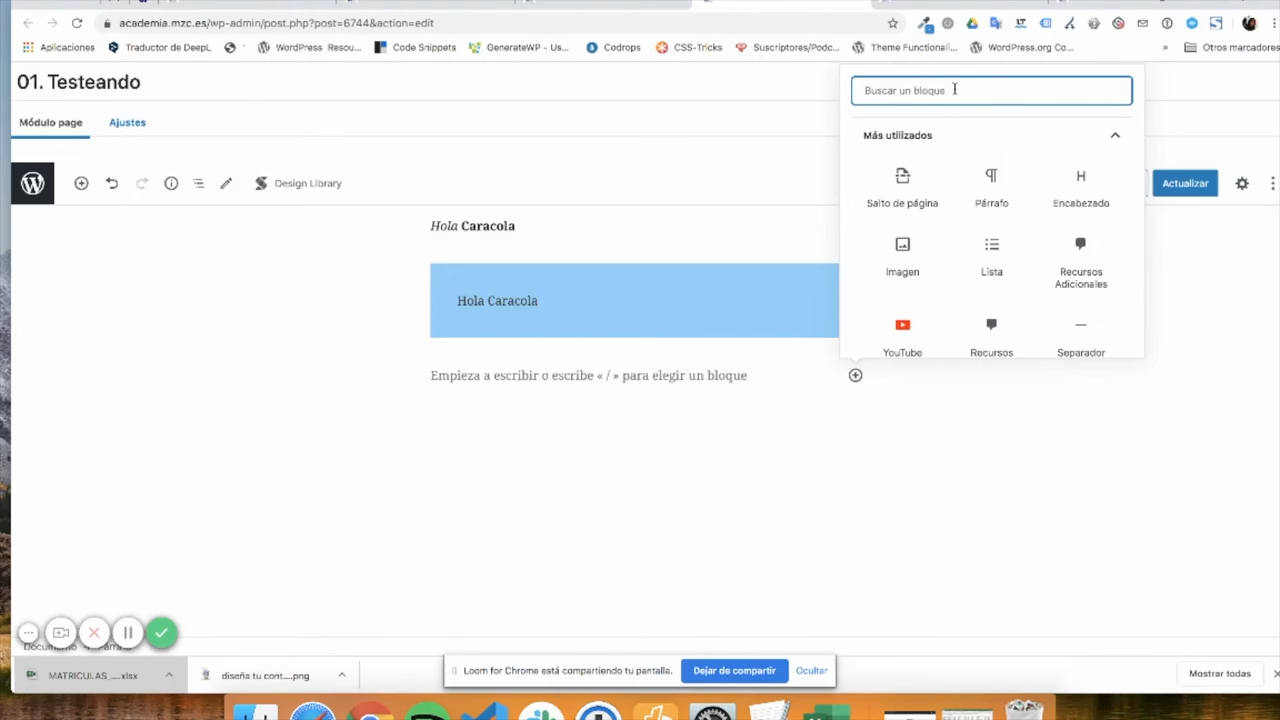 academia.mzc.es/wp-admin/post.php?post=6744&action=edit
Aplicaciones
Traductor de DeepL
WordPress Resou...
Code Snippets
GenerateWP - Us...
Codrops
CSS-Tricks
Suscriptores/Podc...
Theme Functionali...
WordPress.org Co...
»
Otros marcadores
01. Testeando
Buscar un bloque
Módulo page
Ajustes
Más utilizados
Design Library
Salto de página
Párrafo
Encabezado
Actualizar
Hola Caracola
Imagen
Lista
Recursos
Adicionales
Hola Caracola
YouTube
Recursos
Separador
Empieza a escribir o escribe « / » para elegir un bloque
MATRICULAS_....xlsx
diseña tu cont....png
Loom for Chrome está compartiendo tu pantalla.
Dejar de compartir
Ocultar
Mostrar todas